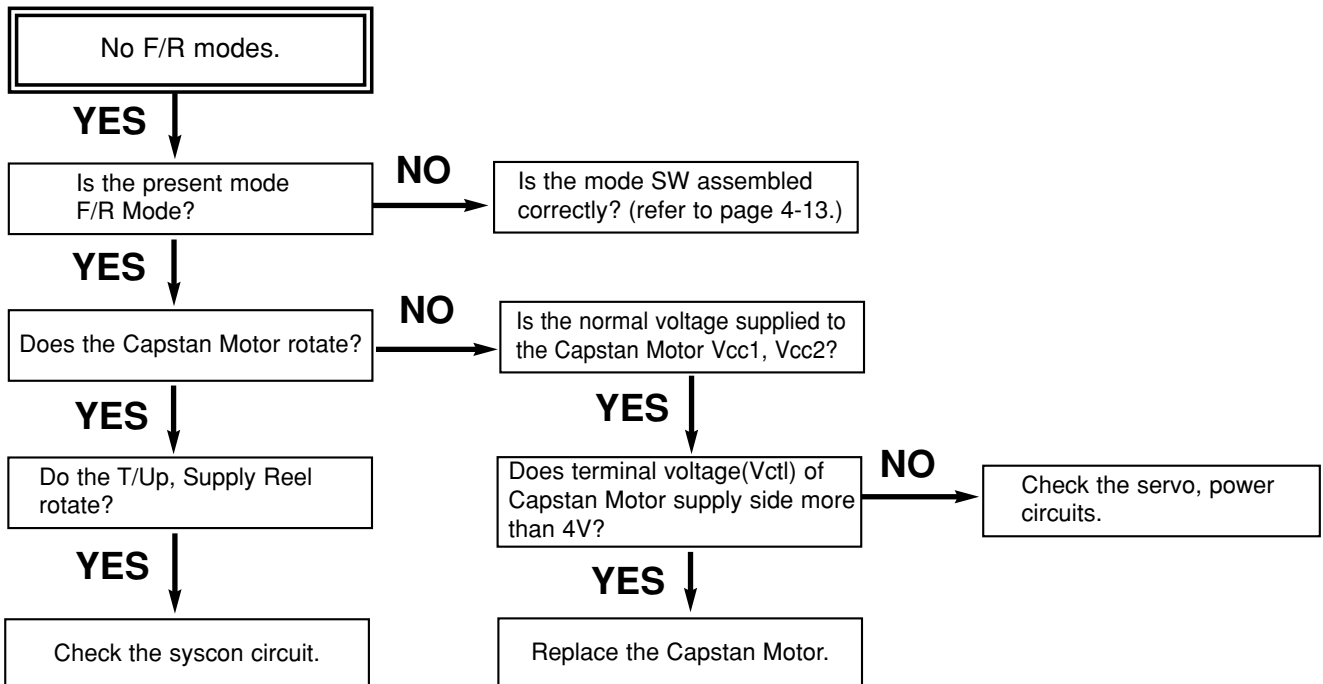 No F/R modes.
YES
Is the present mode
F/R Mode?
NO
Is the mode SW assembled
correctly? (refer to page 4-13.)
YES
Does the Capstan Motor rotate?
NO
Is the normal voltage supplied to
the Capstan Motor Vcc1, Vcc2?
YES
YES
Do the T/Up, Supply Reel
rotate?
Does terminal voltage(Vctl) of
Capstan Motor supply side more
than 4V?
NO
Check the servo, power
circuits.
YES
YES
Check the syscon circuit.
Replace the Capstan Motor.